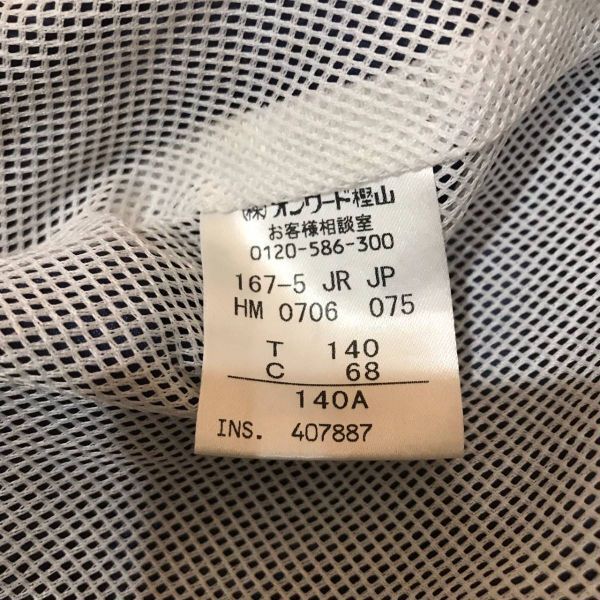 (株)オンワード樫山
お客様相談室
0120-586-300
167-5 JR JP
HM 0706 075
T 140
C 68
140A
INS. 407887